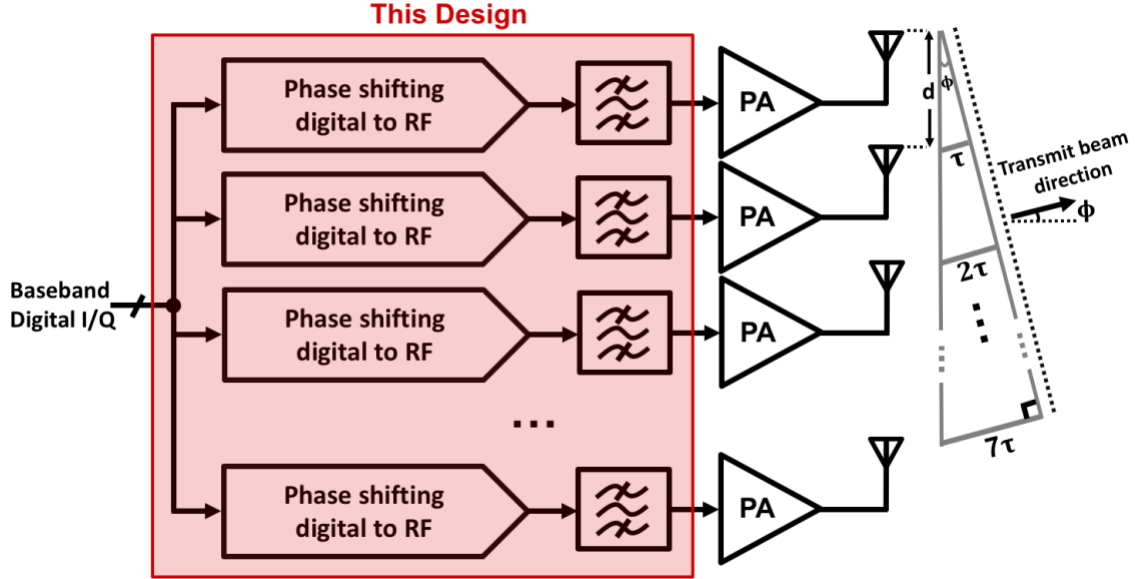 This Design
Phase shifting
digital to RF
PA
d
ϕ
τ
Transmit beam
direction
ϕ
Phase shifting
digital to RF
PA
2τ
Baseband
Digital I/Q
Phase shifting
digital to RF
PA
...
Phase shifting
digital to RF
PA
7τ